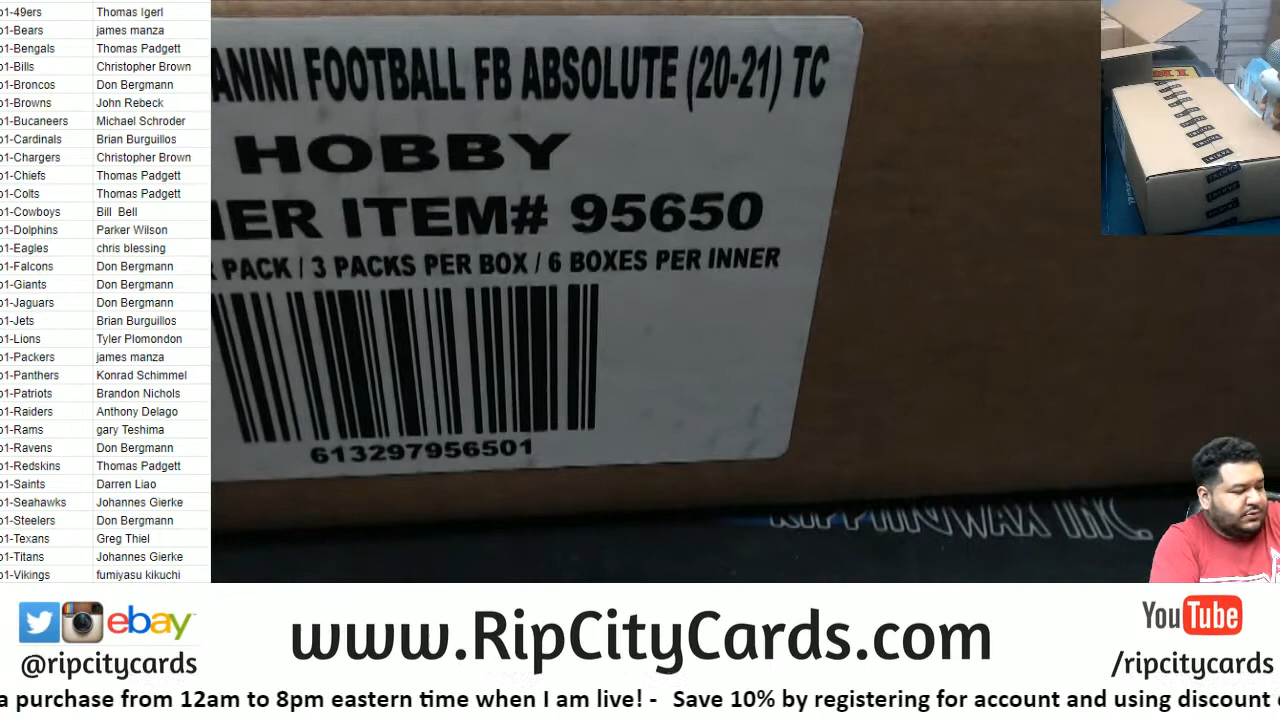 o1-49ers Thomas Igerl
o1-Bears james manza
o1-Bengals Thomas Padgett
o1-Bills Christopher Brown
o1-Broncos Don Bergmann
o1-Browns John Rebeck
o1-Bucaneers Michael Schroder
o1-Cardinals Brian Burguillos
o1-Chargers Christopher Brown
o1-Chiefs Thomas Padgett
o1-Colts Thomas Padgett
o1-Cowboys Bill Bell
o1-Dolphins Parker Wilson
o1-Eagles chris blessing
o1-Falcons Don Bergmann
o1-Giants Don Bergmann
o1-Jaguars Don Bergmann
o1-Jets Brian Burguillos
o1-Lions Tyler Plomondon
o1-Packers james manza
o1-Panthers Konrad Schimmel
o1-Patriots Brandon Nichols
o1-Raiders Anthony Delago
o1-Rams gary Teshima
o1-Ravens Don Bergmann
o1-Redskins Thomas Padgett
o1-Saints Darren Liao
o1-Seahawks Johannes Gierke
o1-Steelers Don Bergmann
o1-Texans Greg Thiel
o1-Titans Johannes Gierke
o1-Vikings fumiyasu kikuchi
ANINI FOOTBALL FB ABSOLUTE (20-21) TC
HOBBY
NER ITEM# 95650
PACK / 3 PACKS PER BOX / 6 BOXES PER INNER
613297956501
RIPPINWAX INC.
ebay
@ripcitycards
www.RipCityCards.com
YouTube
/ripcitycards
a purchase from 12am to 8pm eastern time when I am live! - Save 10% by registering for account and using discount